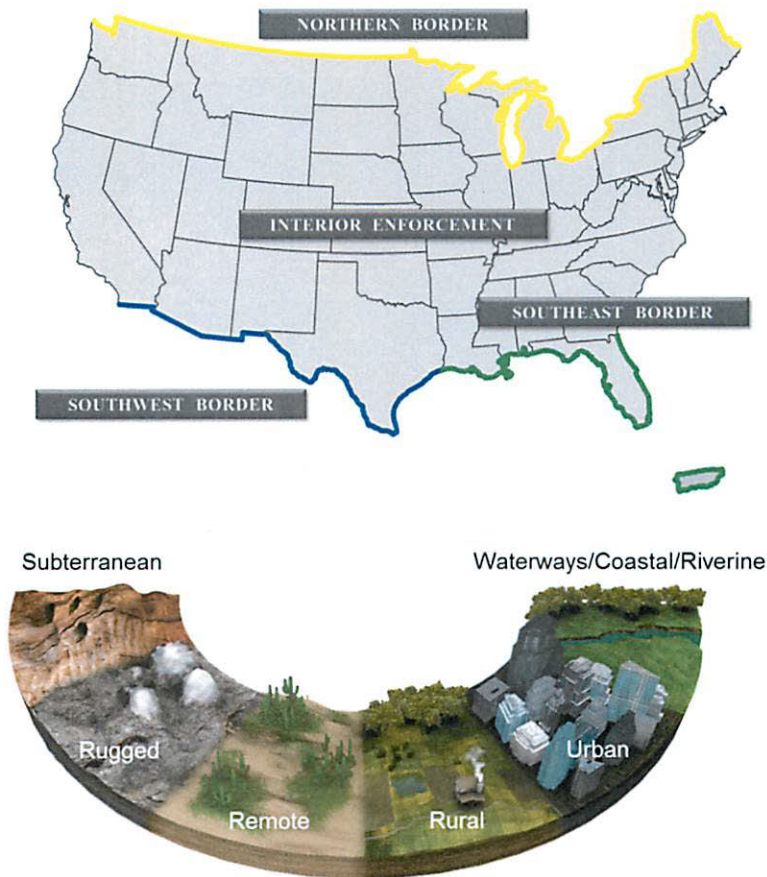 NORTHERN BORDER
INTERIOR ENFORCEMENT
SOUTHEAST BORDER
SOUTHWEST BORDER
Subterranean
Waterways/Coastal/Riverine
Rugged
Urban
Remote
Rural